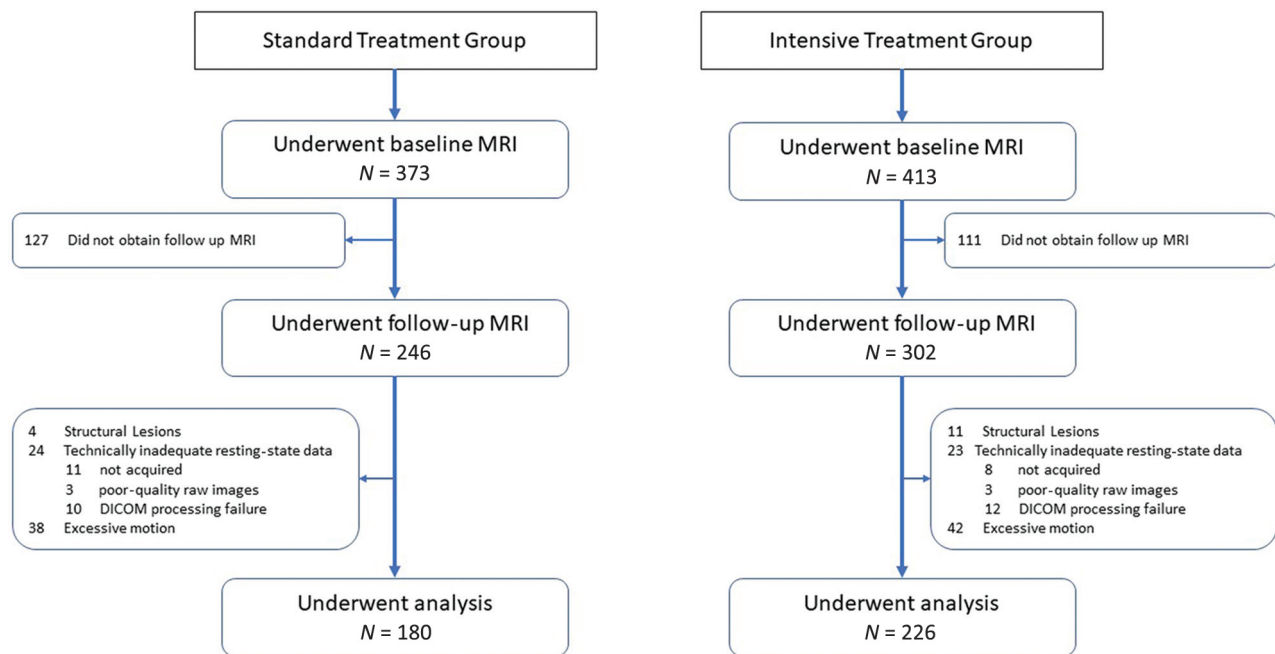 Standard Treatment Group
Underwent baseline MRI
N = 373
127 Did not obtain follow up MRI
Underwent follow-up MRI
N = 246
4 Structural Lesions
24 Technically inadequate resting-state data
11 not acquired
3 poor-quality raw images
10 DICOM processing failure
38 Excessive motion
Underwent analysis
N = 180
Intensive Treatment Group
Underwent baseline MRI
N = 413
111 Did not obtain follow up MRI
Underwent follow-up MRI
N = 302
11 Structural Lesions
23 Technically inadequate resting-state data
8 not acquired
3 poor-quality raw images
12 DICOM processing failure
42 Excessive motion
Underwent analysis
N = 226